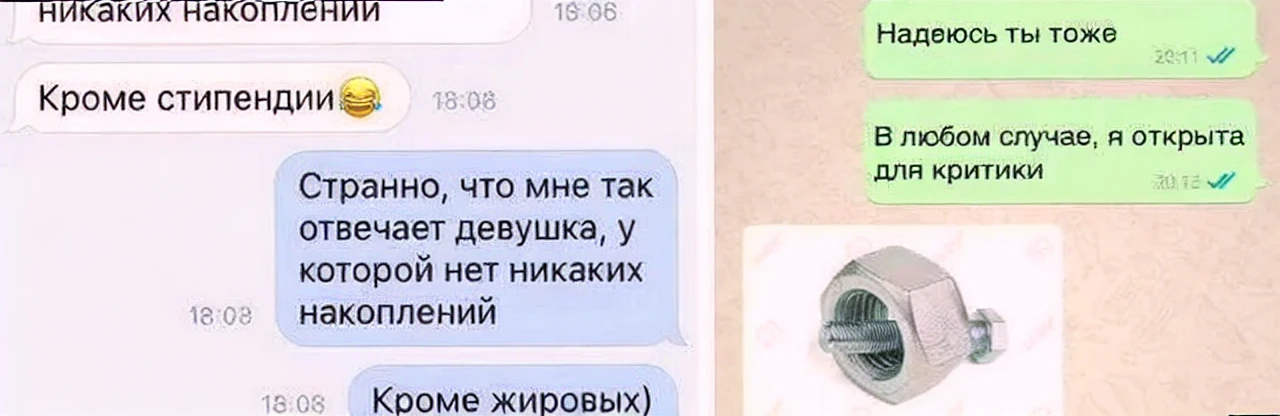 никаких накоплений
18:06
Кроме стипендии😂
18:08
Странно, что мне так
отвечает девушка, у
которой нет никаких
накоплений
18:08
Кроме жировых)
18:08
Надеюсь ты тоже
20:11
В любом случае, я открыта
для критики